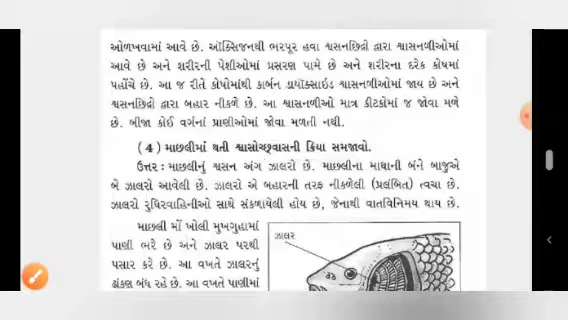 ઓળખવામાં આવે છે. ઑક્સિજનથી ભરપૂર હવા શ્વસનછિદ્રો દ્વારા શ્વાસનળીઓમાં
આવે છે અને શરીરની પેશીઓમાં પ્રસરણ પામે છે અને શરીરના દરેક કોષમાં
પહોંચે છે. આ જ રીતે કોષોમાંથી કાર્બન ડાયૉક્સાઇડ શ્વાસનળીઓમાં જાય છે અને
શ્વસનછિદ્રો દ્વારા બહાર નીકળે છે. આ શ્વાસનળીઓ માત્ર કીટકોમાં જ જોવા મળે
છે. બીજા કોઈ વર્ગનાં પ્રાણીઓમાં જોવા મળતી નથી.
(4) માછલીમાં થતી શ્વાસોચ્છ્વાસની ક્રિયા સમજાવો.
ઉત્તર : માછલીનું શ્વસન અંગ ઝાલરો છે. માછલીના માથાની બંને બાજુએ
બે ઝાલરો આવેલી છે. ઝાલરો એ બહારની તરફ નીકળેલી (પ્રલંબિત) ત્વચા છે.
ઝાલરો રુધિરવાહિનીઓ સાથે સંકળાયેલી હોય છે, જેનાથી વાતવિનિમય થાય છે.
માછલી મોં ખોલી મુખગુહામાં
પાણી ભરે છે અને ઝાલર પરથી
પસાર કરે છે. આ વખતે ઝાલરનું
ઢાંકણ બંધ રહે છે. આ વખતે પાણીમાં
ઝાલર